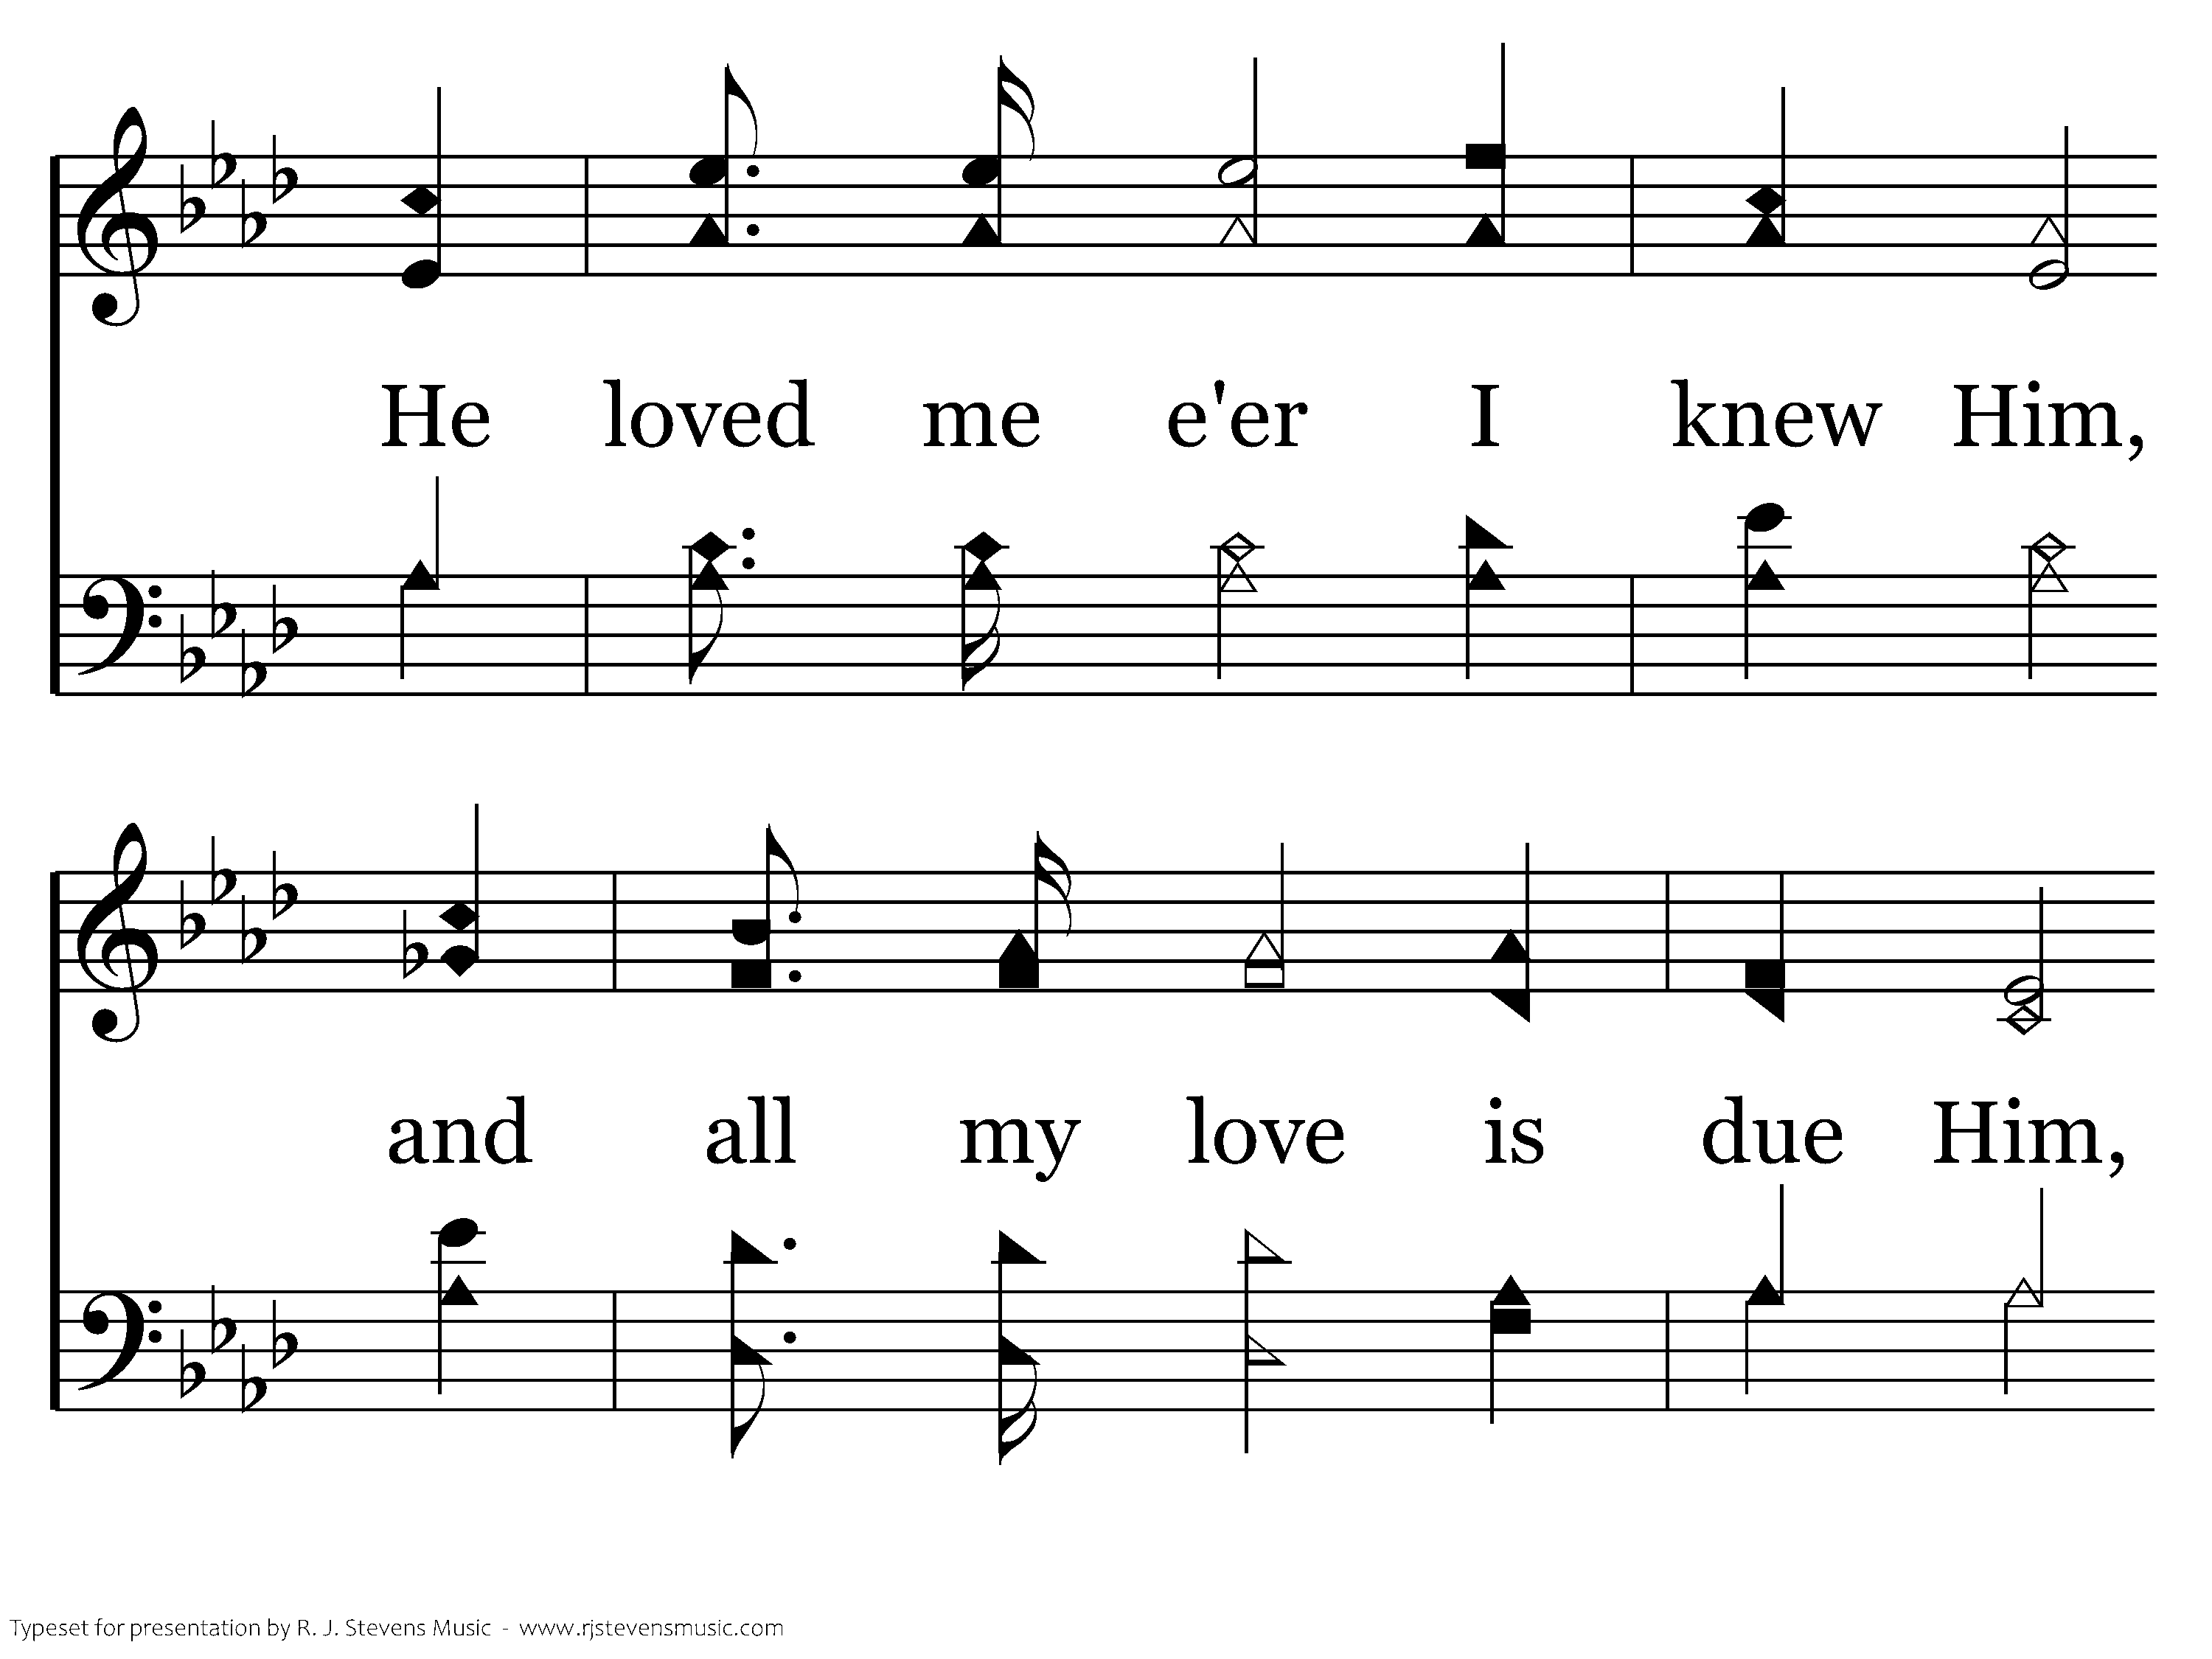 He loved me e'er I knew Him,
and all my love is due Him,
Typeset for presentation by R. J. Stevens Music - www.rjstevensmusic.com